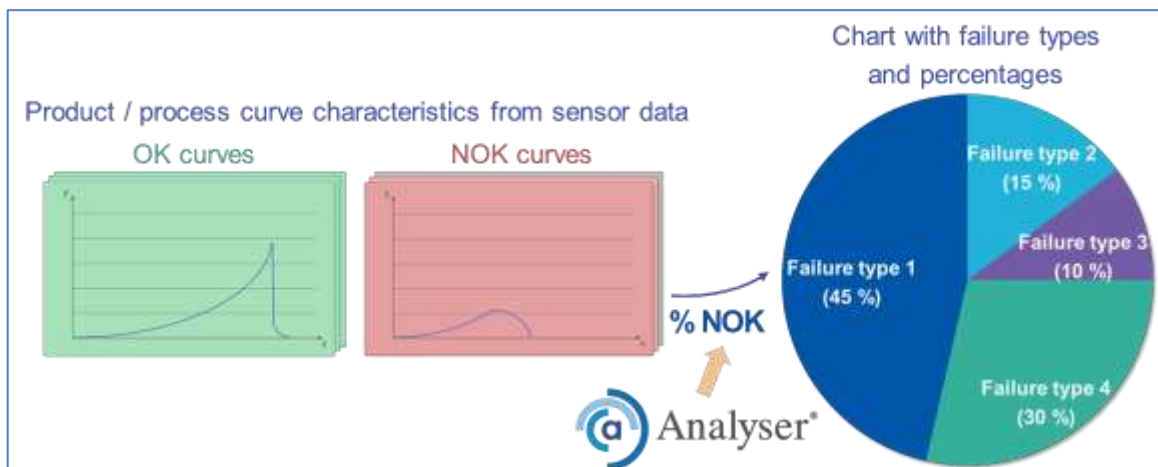 Chart with failure types
and percentages
Product / process curve characteristics from sensor data
OK curves
NOK curves
Failure type 2
(15 %)
Failure type 3
(10 %)
Failure type 1
(45 %)
% NOK
Failure type 4
(30 %)
a Analyser®